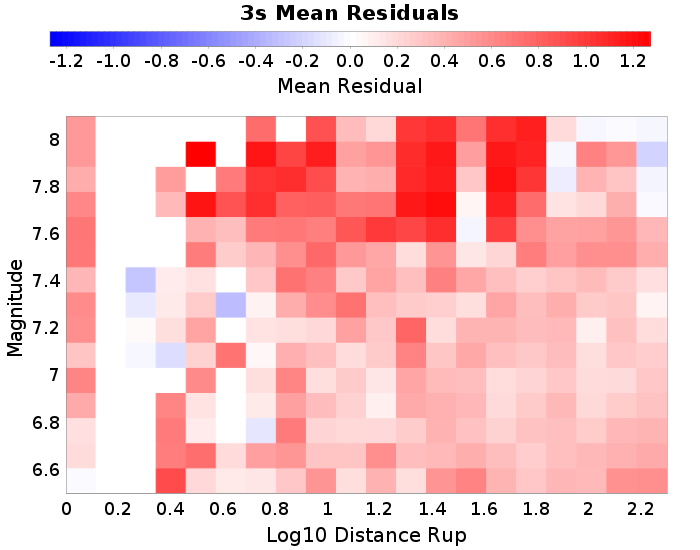 3s Mean Residuals
-1.2 -1.0 -0.8 -0.6 -0.4 -0.2 0.0 0.2 0.4 0.6 0.8 1.0 1.2
Mean Residual
8
7.8
7.6
7.4
7.2
7
6.8
6.6
Magnitude
0 0.2 0.4 0.6 0.8 1 1.2 1.4 1.6 1.8 2 2.2
Log10 Distance Rup